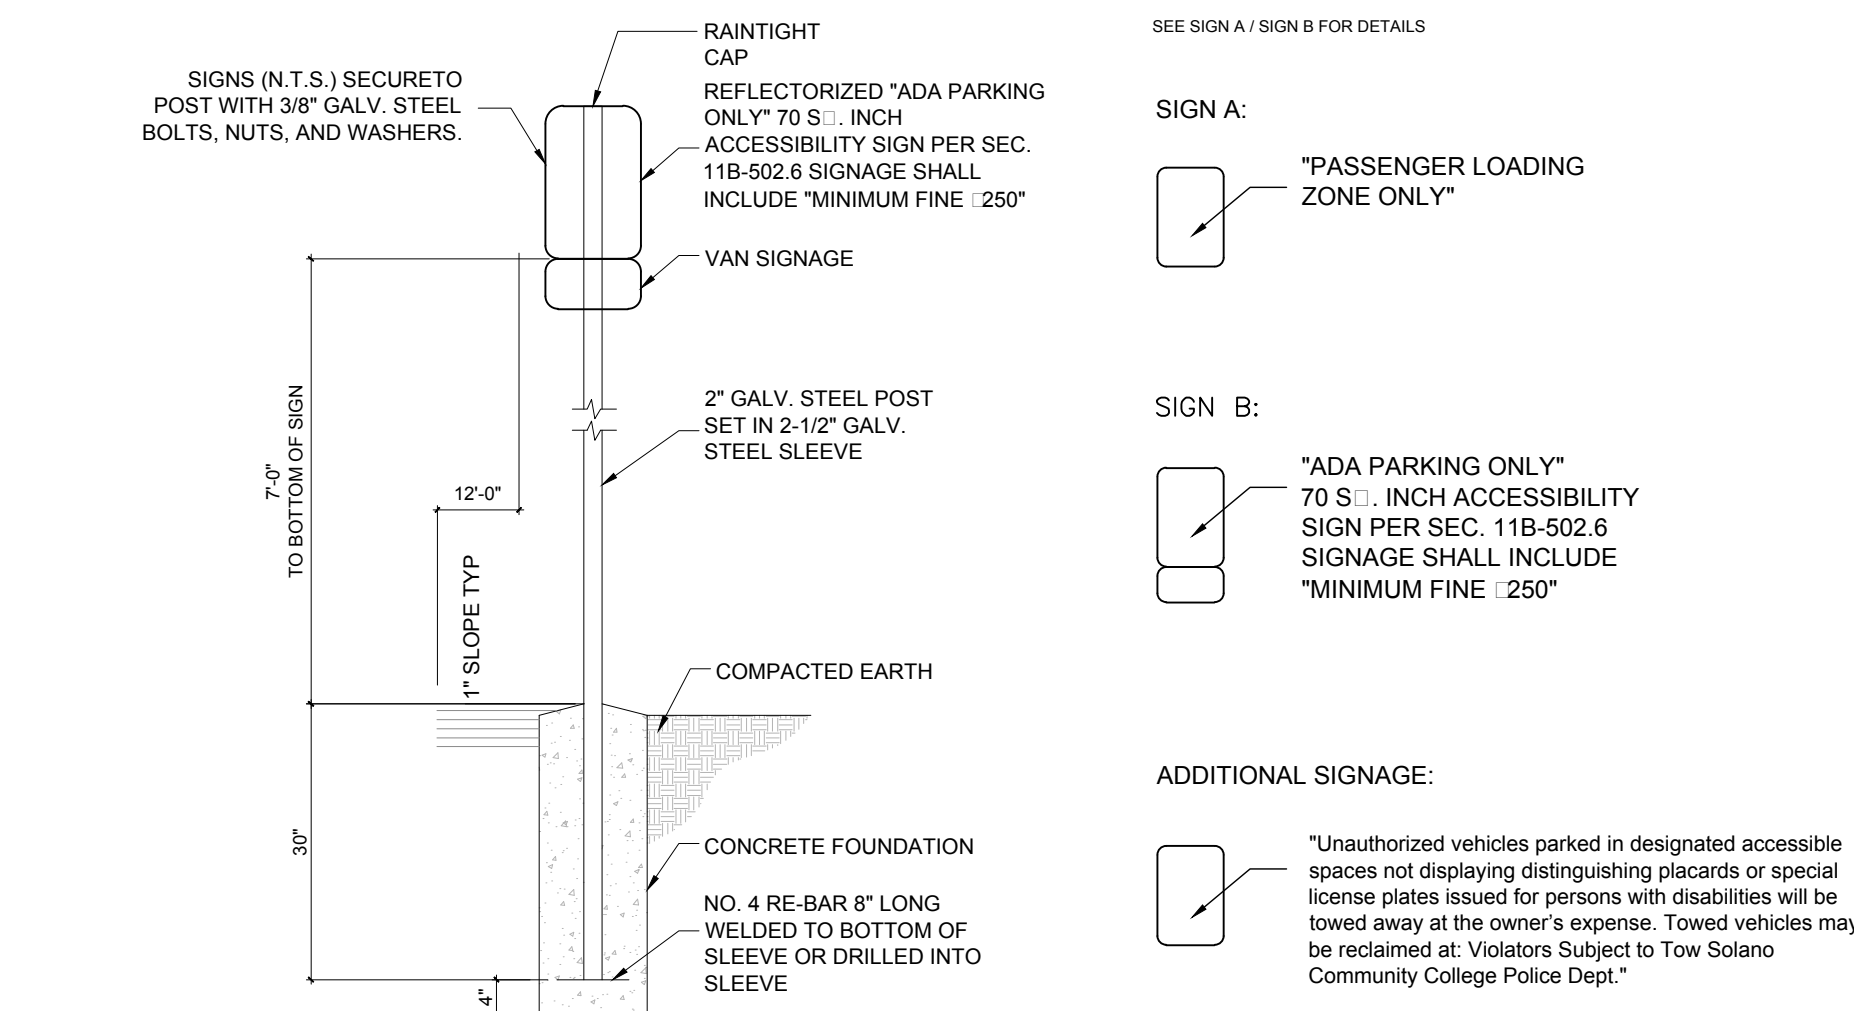 RAINTIGHT
CAP
SIGNS (N.T.S.) SECURETO
POST WITH 3/8" GALV. STEEL
BOLTS, NUTS, AND WASHERS.
REFLECTORIZED "ADA PARKING
ONLY" 70 S□. INCH
ACCESSIBILITY SIGN PER SEC.
11B-502.6 SIGNAGE SHALL
INCLUDE "MINIMUM FINE □250"
VAN SIGNAGE
2" GALV. STEEL POST
SET IN 2-1/2" GALV.
STEEL SLEEVE
7'-0"
TO BOTTOM OF SIGN
12'-0"
1" SLOPE TYP
COMPACTED EARTH
30"
CONCRETE FOUNDATION
NO. 4 RE-BAR 8" LONG
WELDED TO BOTTOM OF
SLEEVE OR DRILLED INTO
SLEEVE
4"
SEE SIGN A / SIGN B FOR DETAILS
SIGN A:
"PASSENGER LOADING
ZONE ONLY"
SIGN B:
"ADA PARKING ONLY"
70 S□. INCH ACCESSIBILITY
SIGN PER SEC. 11B-502.6
SIGNAGE SHALL INCLUDE
"MINIMUM FINE □250"
ADDITIONAL SIGNAGE:
"Unauthorized vehicles parked in designated accessible
spaces not displaying distinguishing placards or special
license plates issued for persons with disabilities will be
towed away at the owner's expense. Towed vehicles may
be reclaimed at: Violators Subject to Tow Solano
Community College Police Dept."